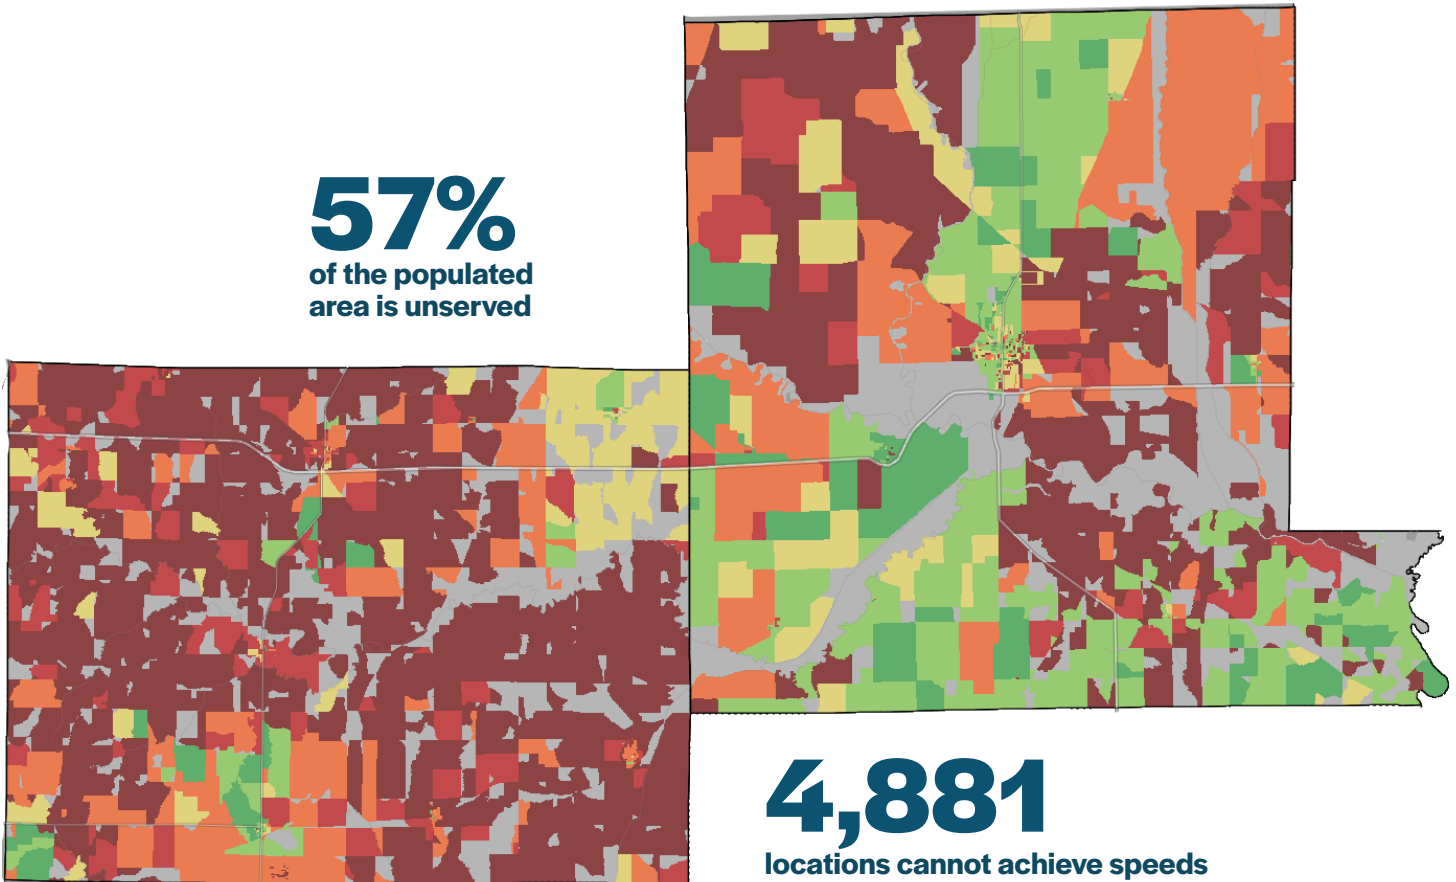 57%
of the populated
area is unserved
4,881
locations cannot achieve speeds